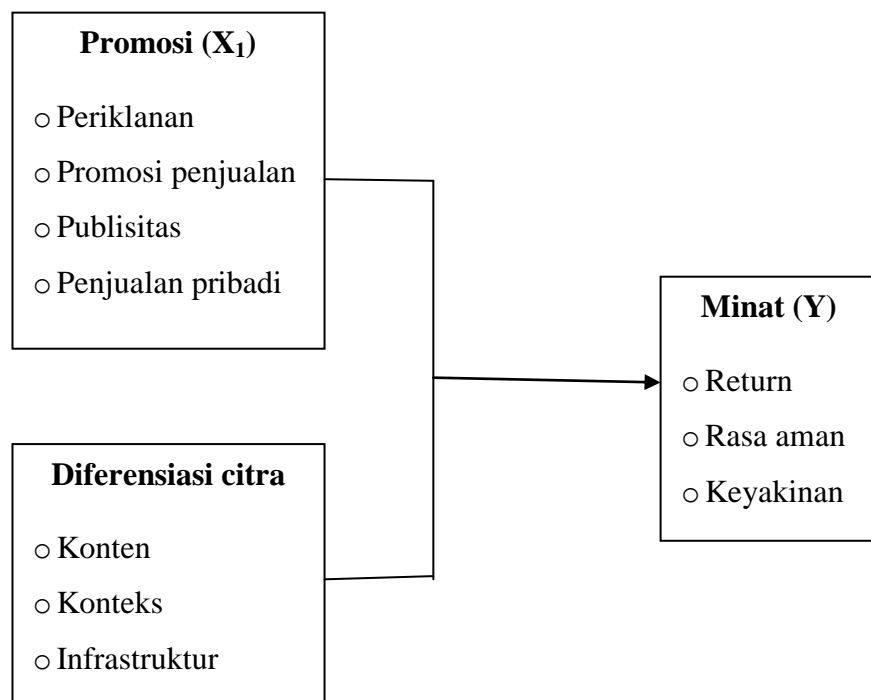 Promosi (X₁)
○ Periklanan
○ Promosi penjualan
○ Publisitas
○ Penjualan pribadi
Minat (Y)
○ Return
○ Rasa aman
○ Keyakinan
Diferensiasi citra
○ Konten
○ Konteks
○ Infrastruktur